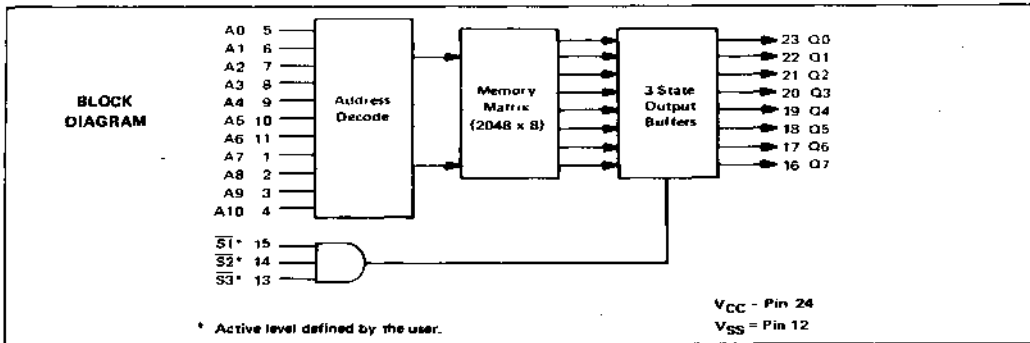 BLOCK
DIAGRAM
A0 5
A1 6
A2 7
A3 8
A4 9
A5 10
A6 11
A7 1
A8 2
A9 3
A10 4
Address
Decode
Memory
Matrix
(2048 x 8)
3 State
Output
Buffers
23 Q0
22 Q1
21 Q2
20 Q3
19 Q4
18 Q5
17 Q6
16 Q7
S1* 15
S2* 14
S3* 13
* Active level defined by the user.
VCC - Pin 24
VSS = Pin 12